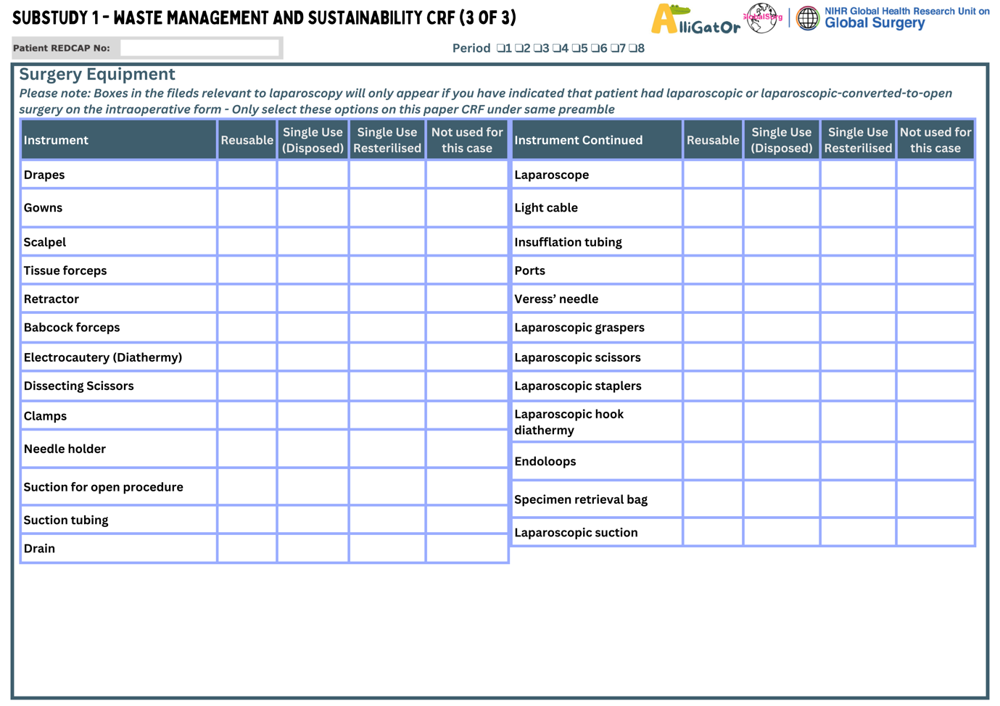 SUBSTUDY 1 - WASTE MANAGEMENT AND SUSTAINABILITY CRF (3 OF 3)
AlliGatOr
GlobalSurg
NIHR Global Health Research Unit on
Global Surgery
Patient REDCAP No:
Period ❏1 ❏2 ❏3 ❏4 ❏5 ❏6 ❏7 ❏8
Surgery Equipment
Please note: Boxes in the fileds relevant to laparoscopy will only appear if you have indicated that patient had laparoscopic or laparoscopic-converted-to-open
surgery on the intraoperative form - Only select these options on this paper CRF under same preamble
Instrument
Reusable
Single Use
(Disposed)
Single Use
Resterilised
Not used for
this case
Drapes
Gowns
Scalpel
Tissue forceps
Retractor
Babcock forceps
Electrocautery (Diathermy)
Dissecting Scissors
Clamps
Needle holder
Suction for open procedure
Suction tubing
Drain
Instrument Continued
Reusable
Single Use
(Disposed)
Single Use
Resterilised
Not used for
this case
Laparoscope
Light cable
Insufflation tubing
Ports
Veress’ needle
Laparoscopic graspers
Laparoscopic scissors
Laparoscopic staplers
Laparoscopic hook
diathermy
Endoloops
Specimen retrieval bag
Laparoscopic suction